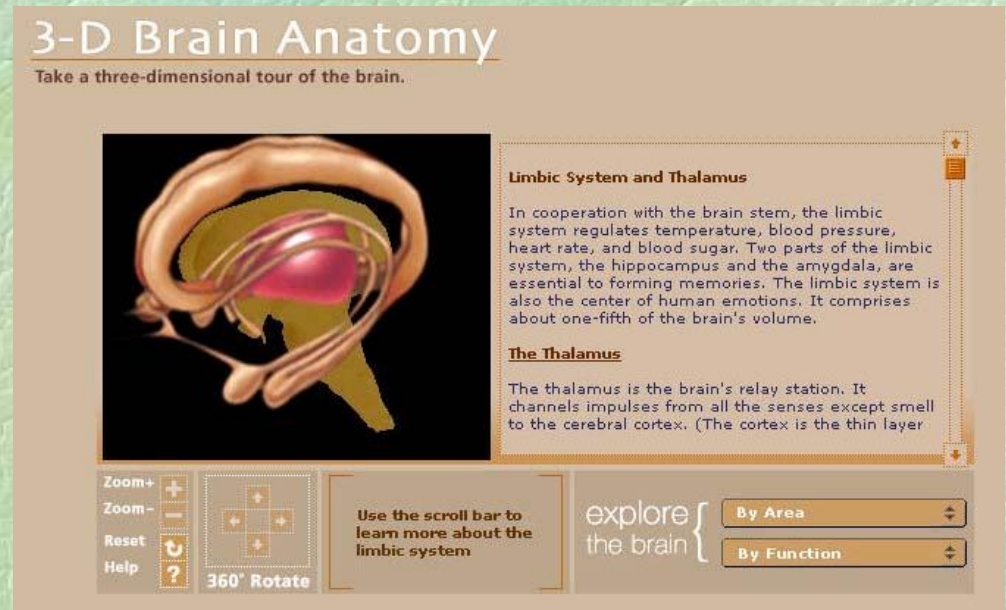 3-D Brain Anatomy
Take a three-dimensional tour of the brain.
Limbic System and Thalamus
In cooperation with the brain stem, the limbic
system regulates temperature, blood pressure,
heart rate, and blood sugar. Two parts of the limbic
system, the hippocampus and the amygdala, are
essential to forming memories. The limbic system is
also the center of human emotions. It comprises
about one-fifth of the brain's volume.
The Thalamus
The thalamus is the brain's relay station. It
channels impulses from all the senses except smell
to the cerebral cortex. (The cortex is the thin layer
Zoom+
Zoom-
Reset
Help
?
360° Rotate
Use the scroll bar to
learn more about the
limbic system
explore
the brain
By Area
By Function